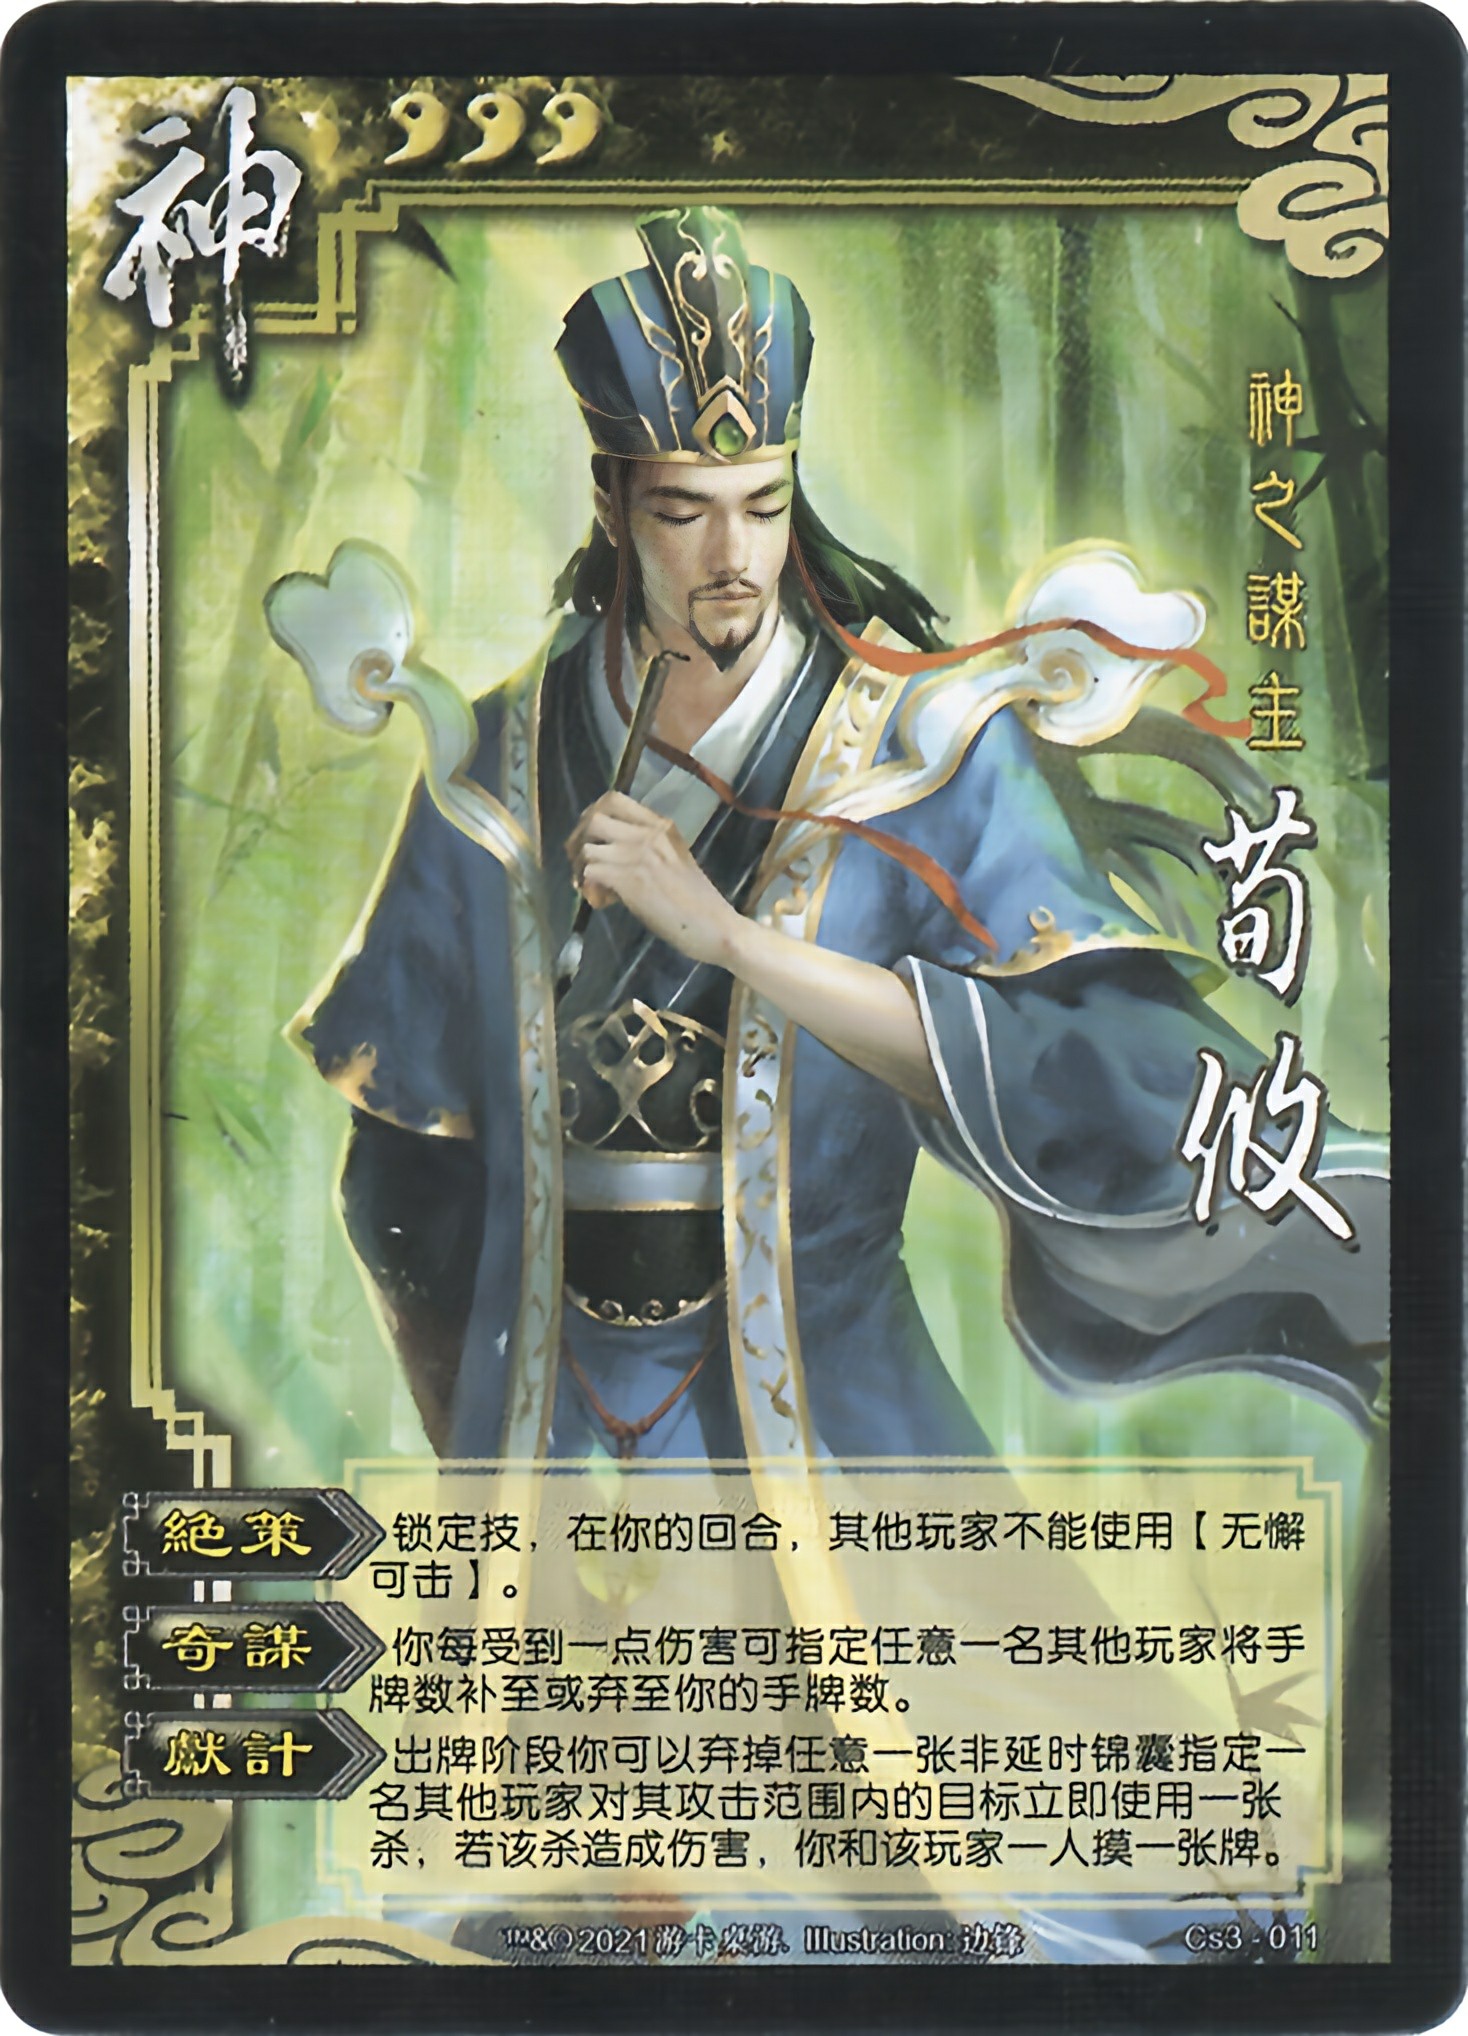 神
神之謀主
荀攸
絕策
锁定技，在你的回合，其他玩家不能使用【无懈
可击】。
奇謀
你每受到一点伤害可指定任意一名其他玩家将手
牌数补至或弃至你的手牌数。
獻計
出牌阶段你可以弃掉任意一张非延时锦囊指定一
名其他玩家对其攻击范围内的目标立即使用一张
杀，若该杀造成伤害，你和该玩家一人摸一张牌。
™&© 2021 游卡桌游. Illustration: 边锋
Cs3 - 011